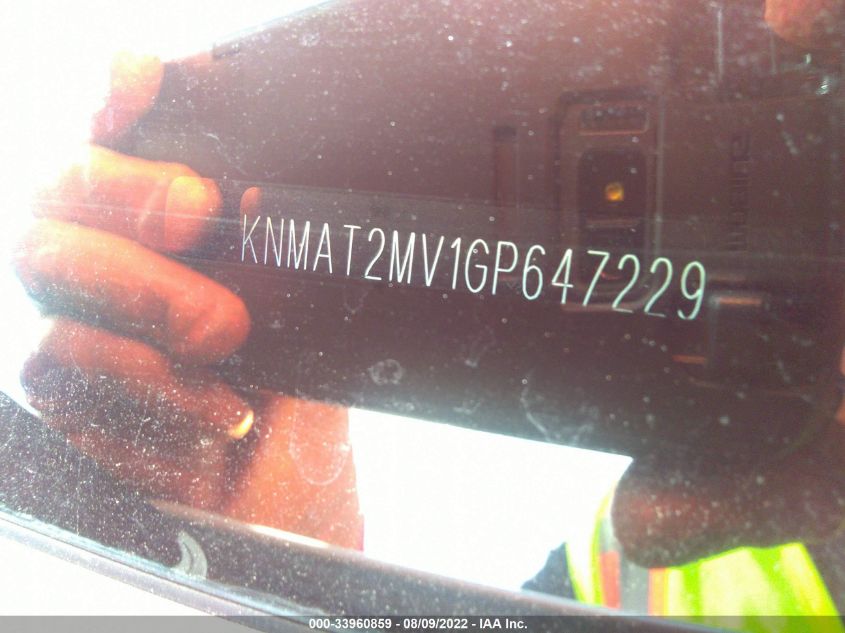 KNMAT2MV1GP647229
000-33960859 - 08/09/2022 - IAA Inc.